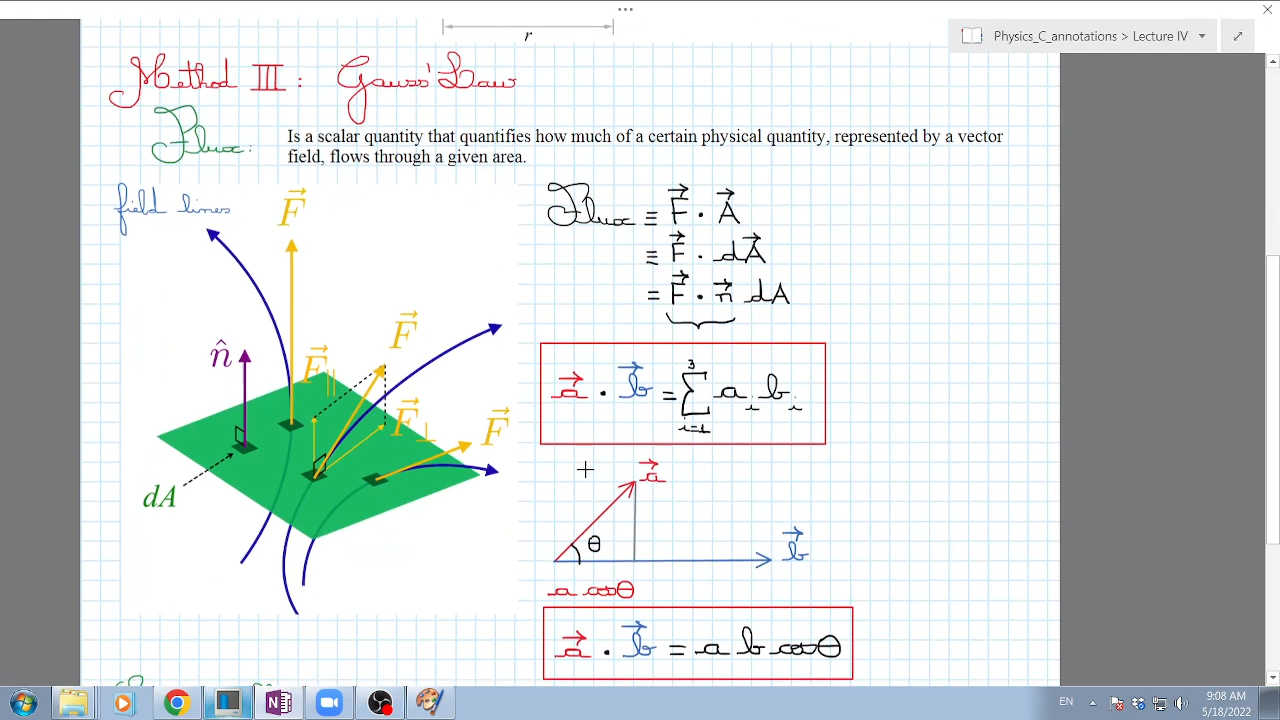 r
Physics_C_annotations > Lecture IV
Method III : Gauss' Law
Flux:
Is a scalar quantity that quantifies how much of a certain physical quantity, represented by a vector
field, flows through a given area.
field lines
F⃗
F⃗
F⃗∥
F⃗⊥
F⃗
n̂
dA
Flux ≡ F⃗ · A⃗
≡ F⃗ · dA⃗
= F⃗ · n⃗ dA
a⃗ · b⃗ = ∑ᵢ₌₁³ aᵢ bᵢ
a⃗
θ
b⃗
a cosθ
a⃗ · b⃗ = a b cosθ
EN
9:08 AM
5/18/2022